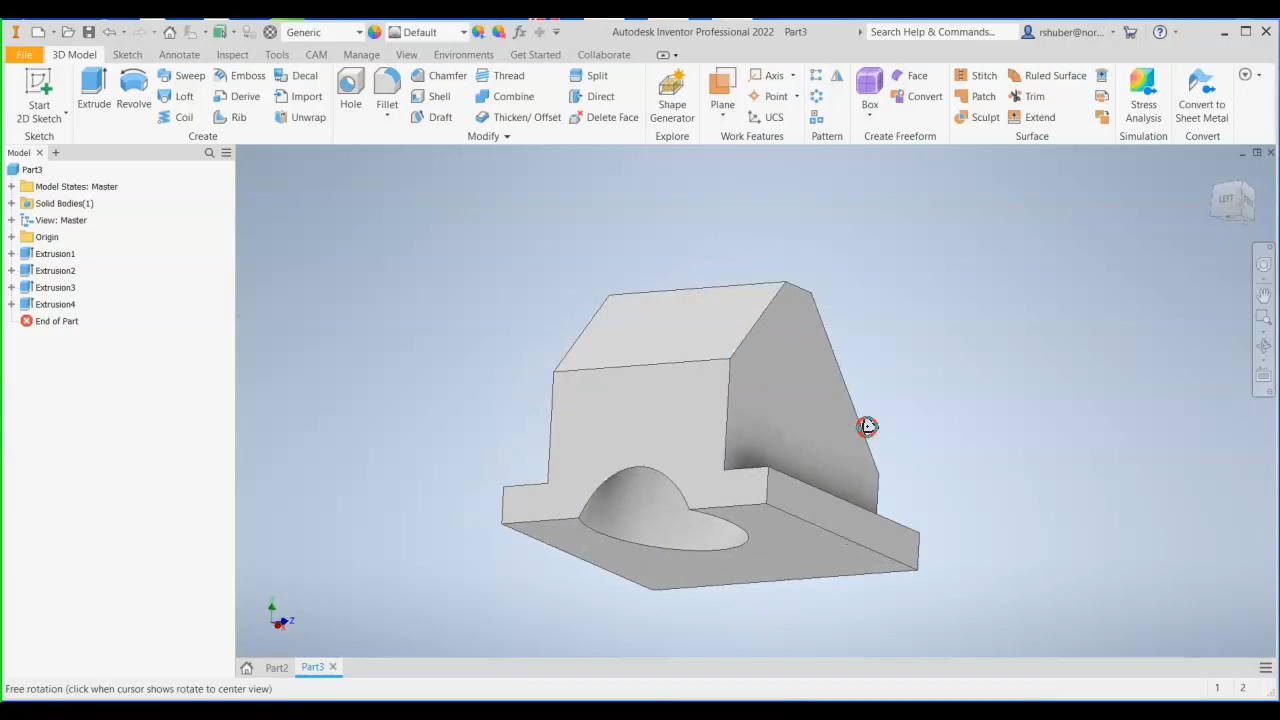 Generic
Default
Autodesk Inventor Professional 2022 Part3
Search Help & Commands...
rshuber@nor...
File 3D Model Sketch Annotate Inspect Tools CAM Manage View Environments Get Started Collaborate
Start
2D Sketch
Sketch
Extrude
Revolve
Sweep
Loft
Coil
Emboss
Derive
Rib
Decal
Import
Unwrap
Create
Hole
Fillet
Chamfer
Shell
Draft
Thread
Combine
Thicken/ Offset
Split
Direct
Delete Face
Modify
Shape
Generator
Explore
Plane
Axis
Point
UCS
Work Features
Pattern
Box
Face
Convert
Create Freeform
Stitch
Patch
Sculpt
Ruled Surface
Trim
Extend
Surface
Stress
Analysis
Simulation
Convert to
Sheet Metal
Convert
Model
Part3
Model States: Master
Solid Bodies(1)
View: Master
Origin
Extrusion1
Extrusion2
Extrusion3
Extrusion4
End of Part
LEFT
Z
Part2 Part3
Free rotation (click when cursor shows rotate to center view)
1 2